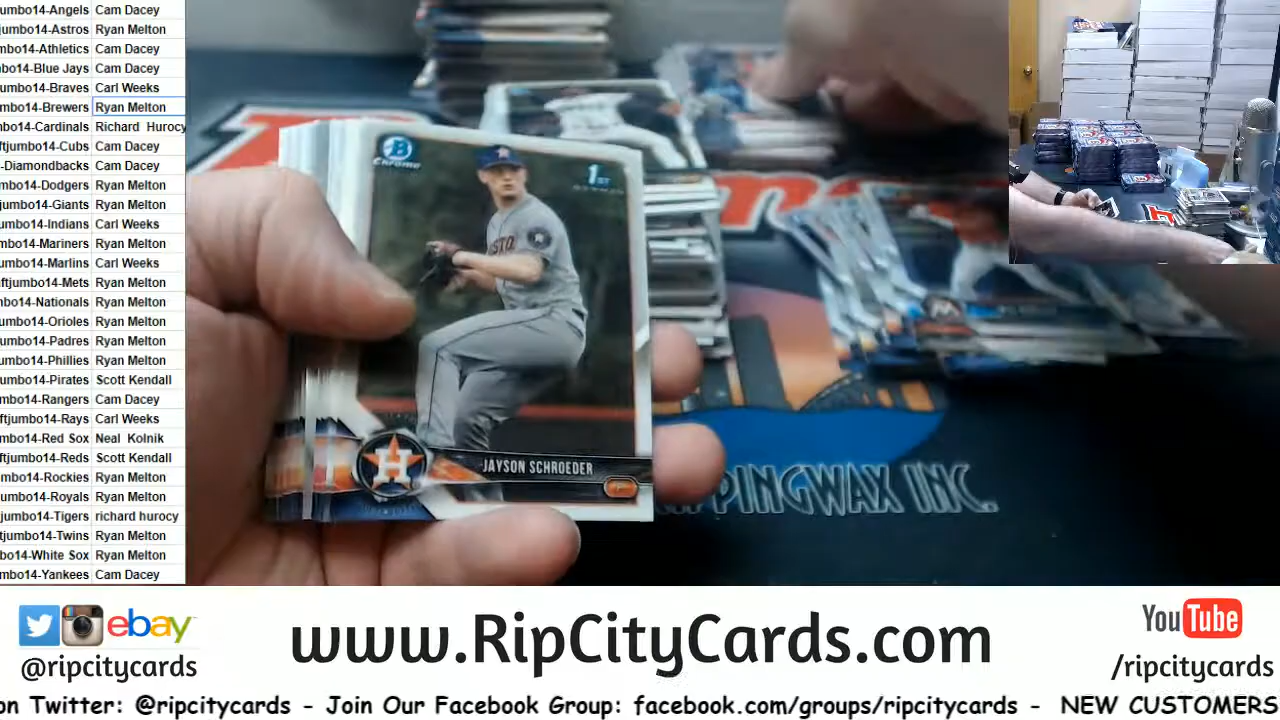 jumbo14-Angels Cam Dacey
jumbo14-Astros Ryan Melton
mbo14-Athletics Cam Dacey
bo14-Blue Jays Cam Dacey
umbo14-Braves Carl Weeks
mbo14-Brewers Ryan Melton
nbo14-Cardinals Richard Hurocy
ftjumbo14-Cubs Cam Dacey
-Diamondbacks Cam Dacey
mbo14-Dodgers Ryan Melton
umbo14-Giants Ryan Melton
umbo14-Indians Carl Weeks
mbo14-Mariners Ryan Melton
umbo14-Marlins Carl Weeks
ftjumbo14-Mets Ryan Melton
nbo14-Nationals Ryan Melton
umbo14-Orioles Ryan Melton
umbo14-Padres Ryan Melton
umbo14-Phillies Ryan Melton
umbo14-Pirates Scott Kendall
mbo14-Rangers Cam Dacey
ftjumbo14-Rays Carl Weeks
mbo14-Red Sox Neal Kolnik
ftjumbo14-Reds Scott Kendall
mbo14-Rockies Ryan Melton
umbo14-Royals Ryan Melton
jumbo14-Tigers richard hurocy
umbo14-Twins Ryan Melton
bo14-White Sox Ryan Melton
mbo14-Yankees Cam Dacey
B
Chrome
1ST
H
JAYSON SCHROEDER
P
PPINGWAX INC.
ebay
@ripcitycards
www.RipCityCards.com
YouTube
/ripcitycards
on Twitter: @ripcitycards - Join Our Facebook Group: facebook.com/groups/ripcitycards - NEW CUSTOMERS